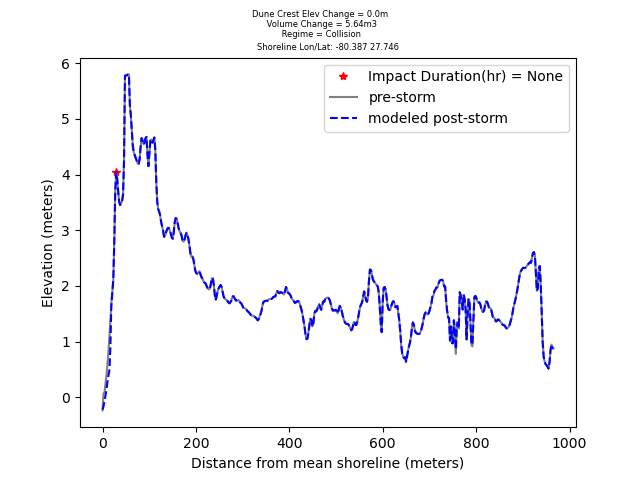 Dune Crest Elev Change = 0.0m
Volume Change = 5.64m3
Regime = Collision
Shoreline Lon/Lat: -80.387 27.746
Impact Duration(hr) = None
pre-storm
modeled post-storm
Elevation (meters)
6
5
4
3
2
1
0
0 200 400 600 800 1000
Distance from mean shoreline (meters)